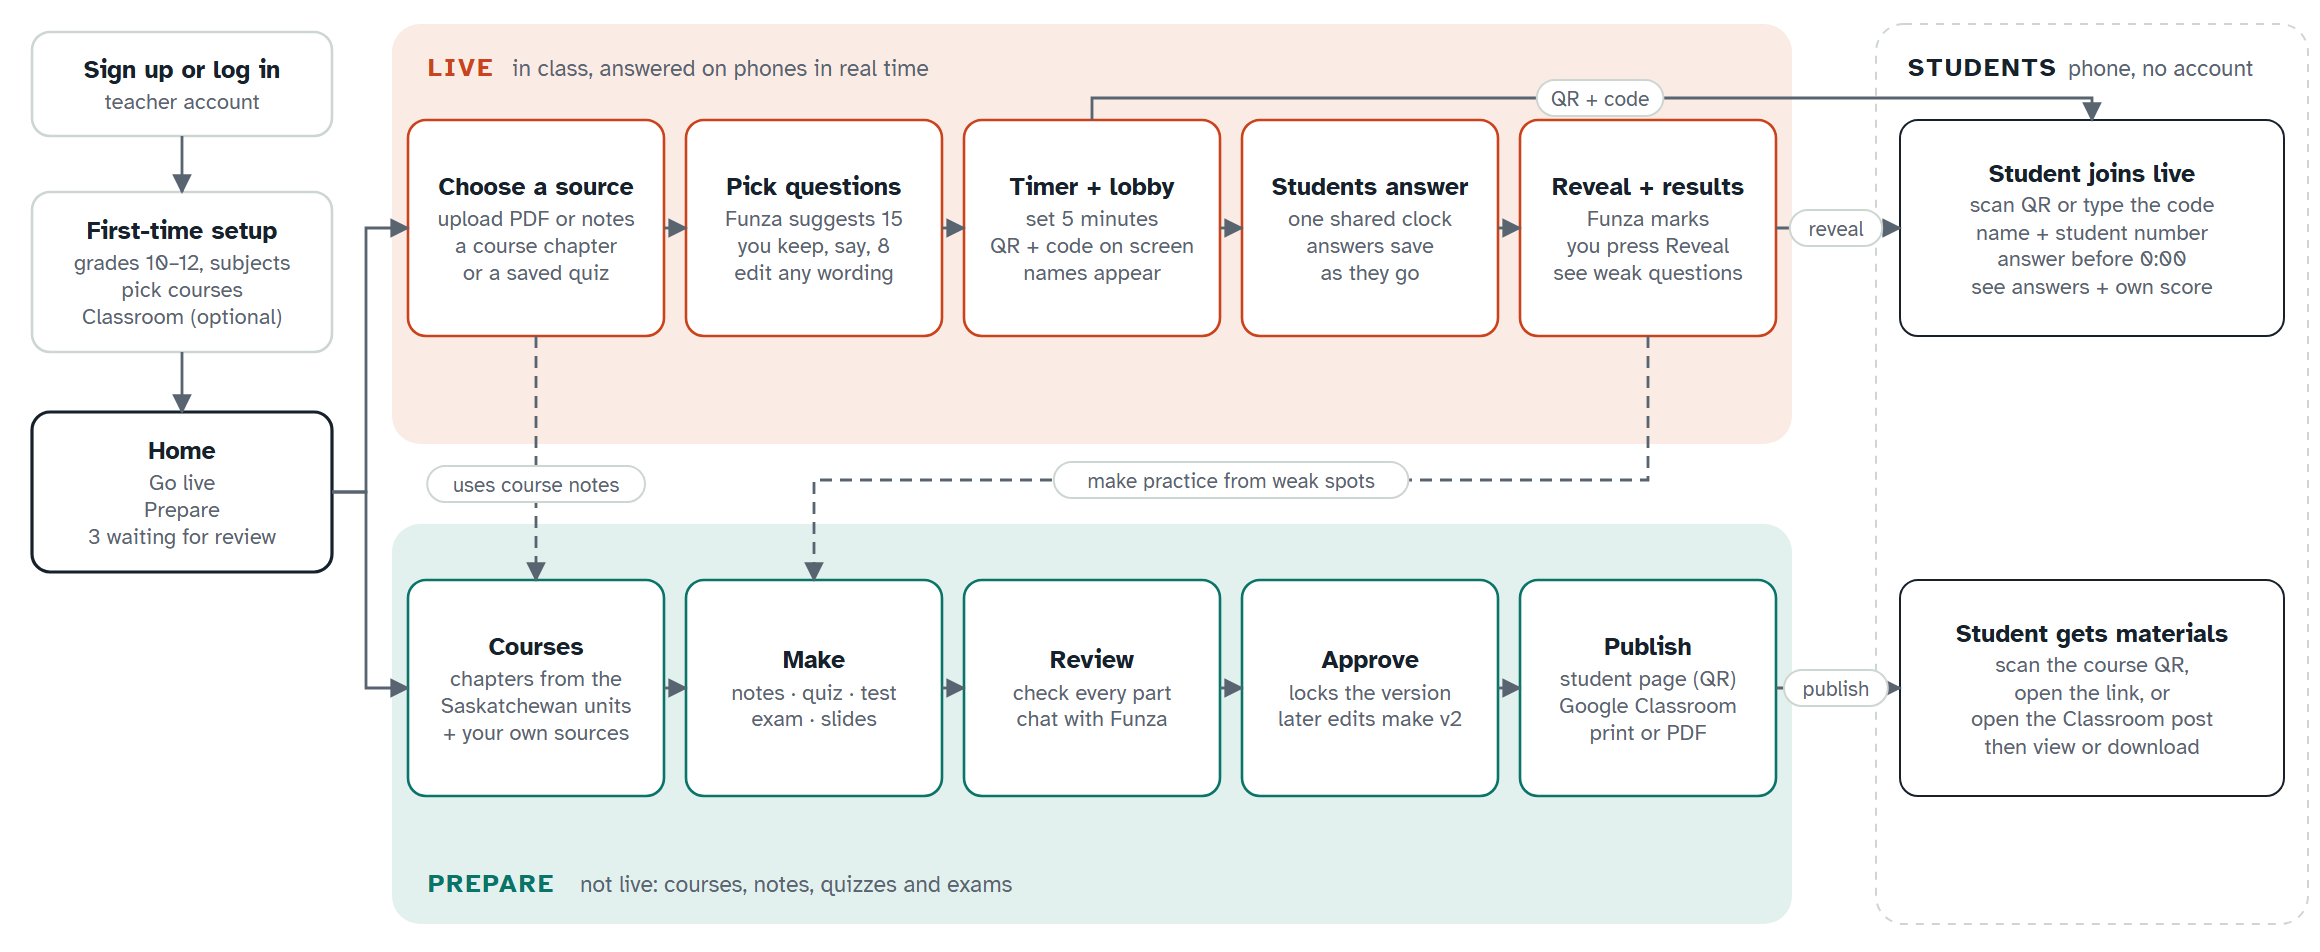 Sign up or log in
teacher account
First-time setup
grades 10–12, subjects
pick courses
Classroom (optional)
Home
Go live
Prepare
3 waiting for review
LIVE in class, answered on phones in real time
QR + code
Choose a source
upload PDF or notes
a course chapter
or a saved quiz
Pick questions
Funza suggests 15
you keep, say, 8
edit any wording
Timer + lobby
set 5 minutes
QR + code on screen
names appear
Students answer
one shared clock
answers save
as they go
Reveal + results
Funza marks
you press Reveal
see weak questions
reveal
STUDENTS phone, no account
Student joins live
scan QR or type the code
name + student number
answer before 0:00
see answers + own score
uses course notes
make practice from weak spots
Courses
chapters from the
Saskatchewan units
+ your own sources
Make
notes · quiz · test
exam · slides
Review
check every part
chat with Funza
Approve
locks the version
later edits make v2
Publish
student page (QR)
Google Classroom
print or PDF
publish
Student gets materials
scan the course QR,
open the link, or
open the Classroom post
then view or download
PREPARE not live: courses, notes, quizzes and exams